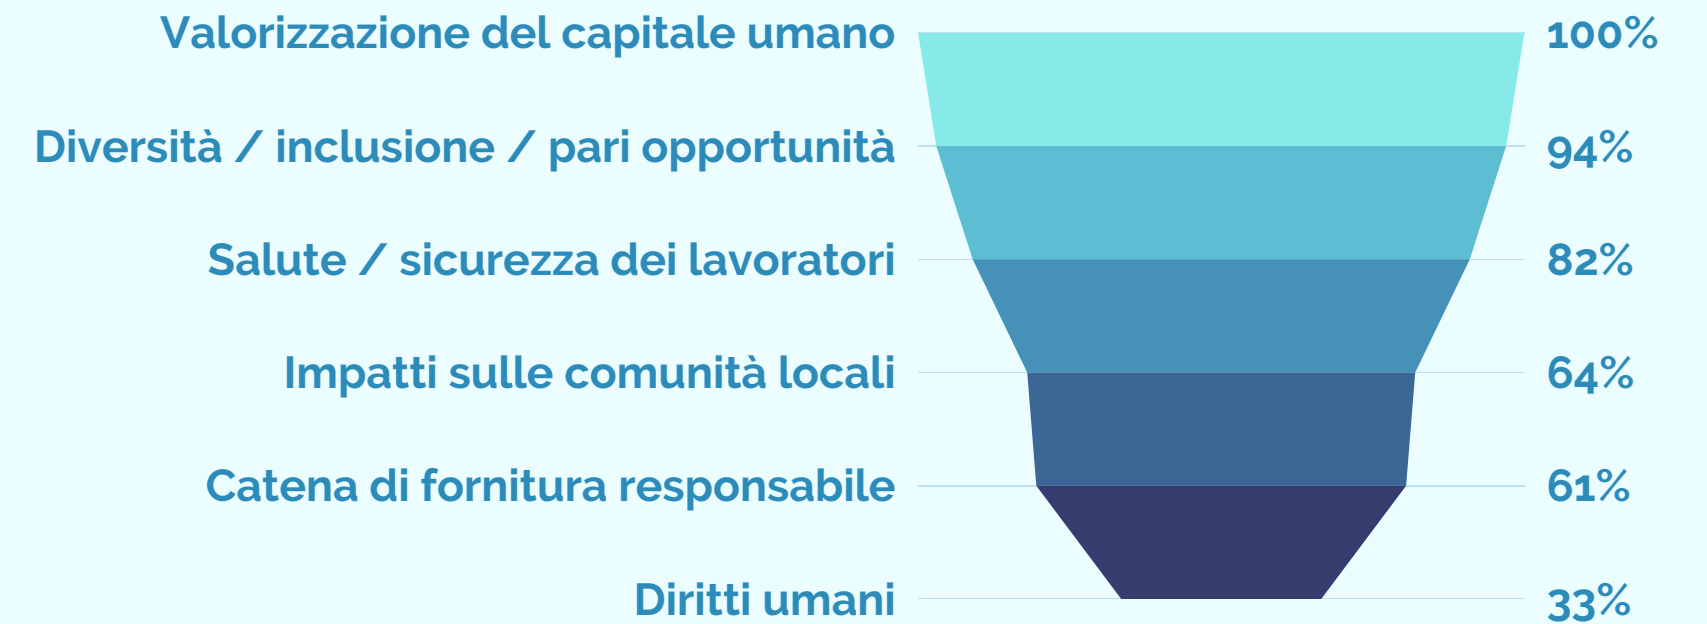 Valorizzazione del capitale umano 100%
Diversità / inclusione / pari opportunità 94%
Salute / sicurezza dei lavoratori 82%
Impatti sulle comunità locali 64%
Catena di fornitura responsabile 61%
Diritti umani 33%